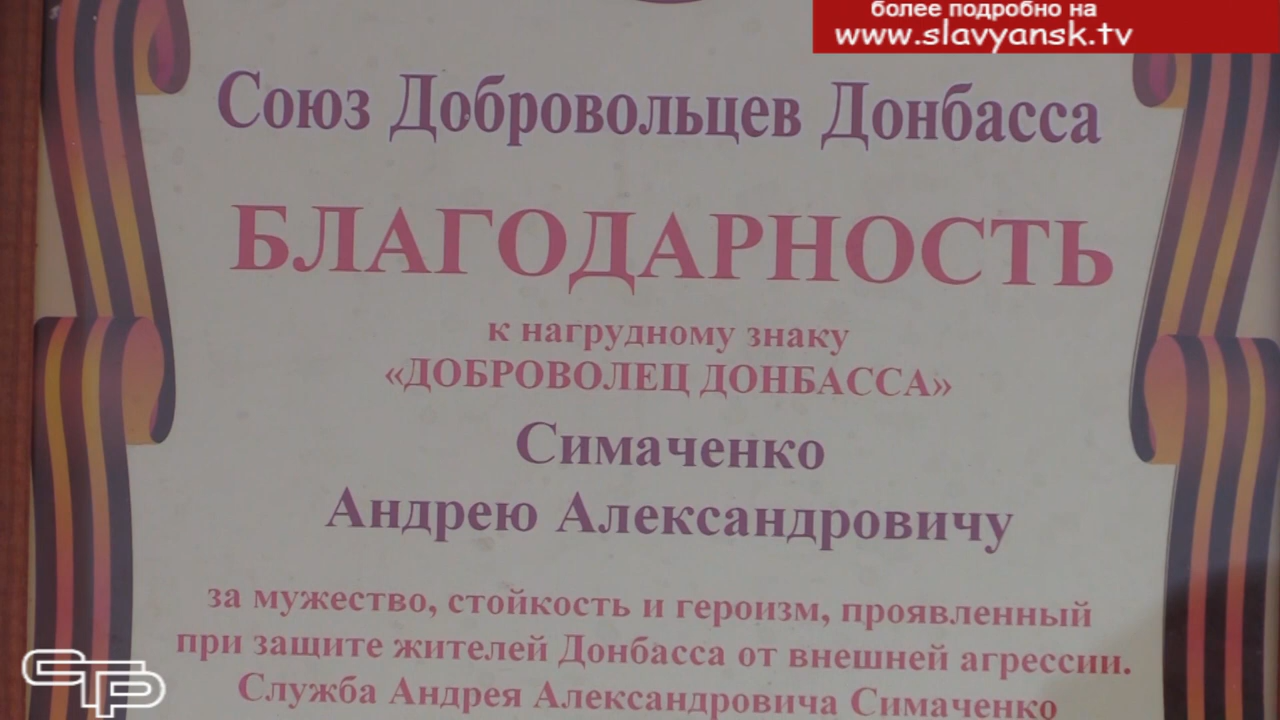 более подробно на
www.slavyansk.tv
Союз Добровольцев Донбасса
БЛАГОДАРНОСТЬ
к нагрудному знаку
«ДОБРОВОЛЕЦ ДОНБАССА»
Симаченко
Андрею Александровичу
за мужество, стойкость и героизм, проявленный
при защите жителей Донбасса от внешней агрессии.
Служба Андрея Александровича Симаченко
СТР